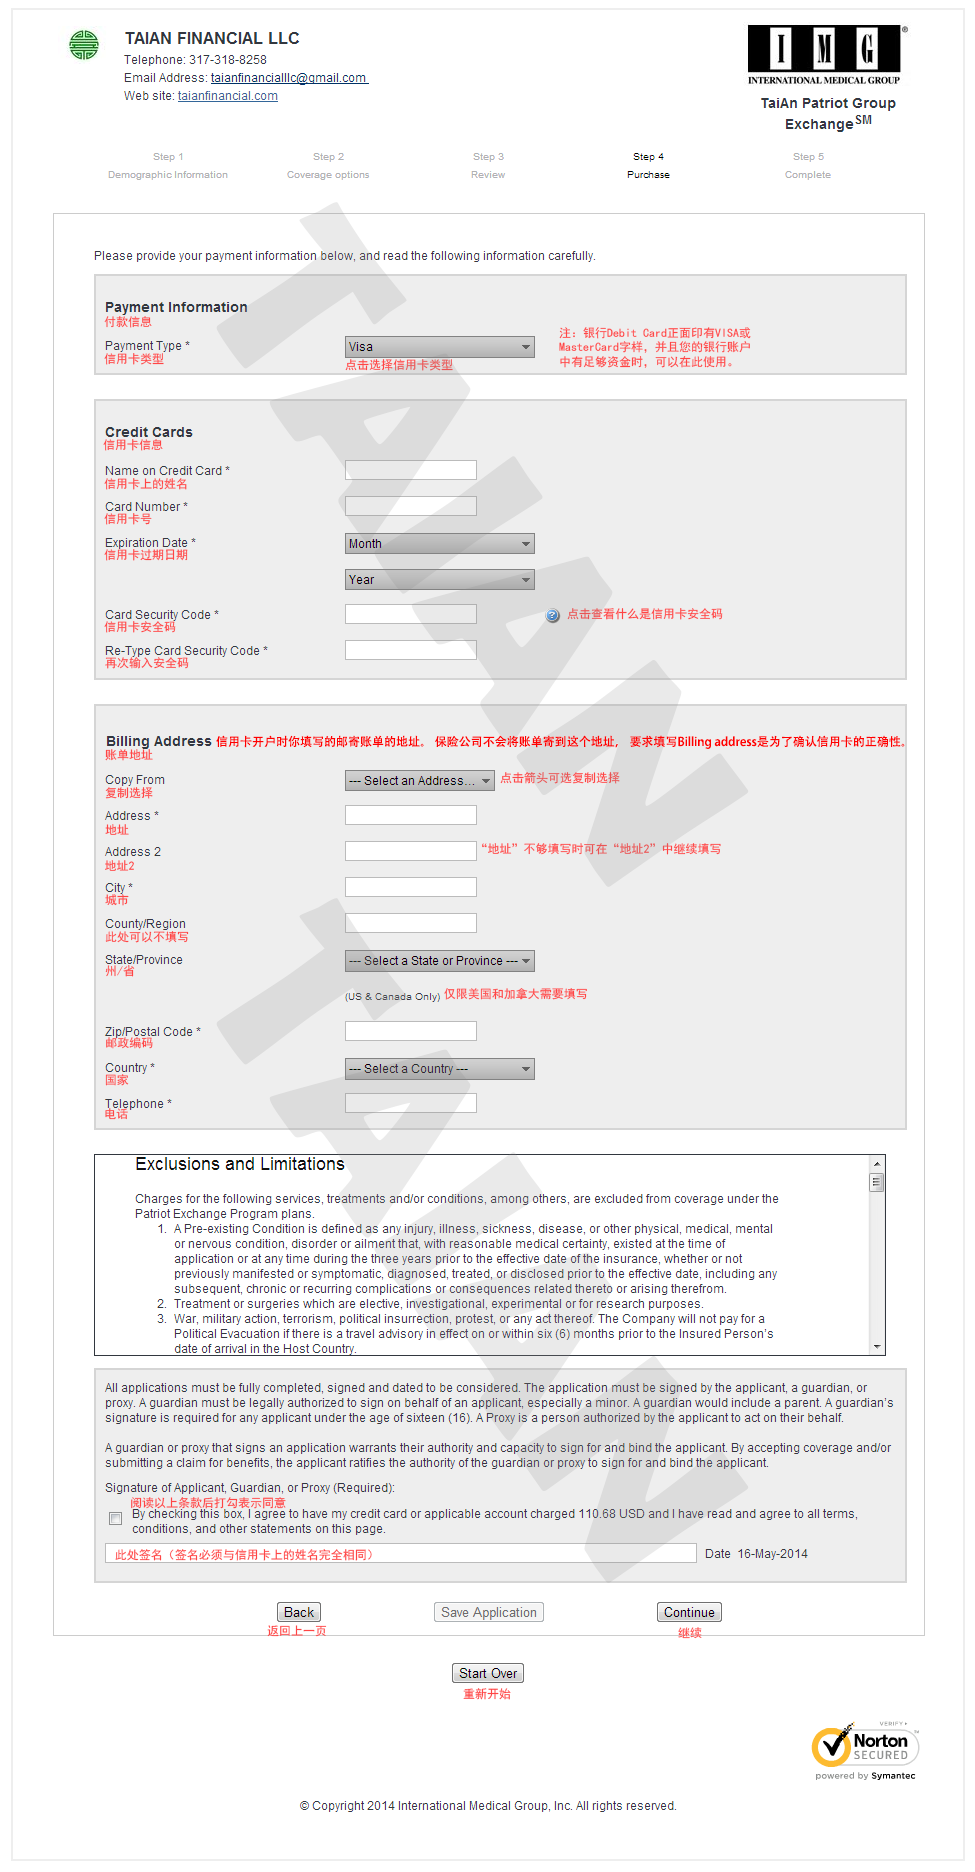 TAIAN FINANCIAL LLC
Telephone: 317-318-8258
Email Address: taianfinancialllc@gmail.com
Web site: taianfinancial.com
IMG®
INTERNATIONAL MEDICAL GROUP
TaiAn Patriot Group
Exchange℠
Step 1
Demographic Information
Step 2
Coverage options
Step 3
Review
Step 4
Purchase
Step 5
Complete
Please provide your payment information below, and read the following information carefully.
Payment Information
付款信息
Payment Type *
信用卡类型
Visa
点击选择信用卡类型
注：银行Debit Card正面印有VISA或
MasterCard字样，并且您的银行账户
中有足够资金时，可以在此使用。
Credit Cards
信用卡信息
Name on Credit Card *
信用卡上的姓名
Card Number *
信用卡号
Expiration Date *
信用卡过期日期
Month
Year
Card Security Code *
信用卡安全码
? 点击查看什么是信用卡安全码
Re-Type Card Security Code *
再次输入安全码
Billing Address 信用卡开户时你填写的邮寄账单的地址。 保险公司不会将账单寄到这个地址， 要求填写Billing address是为了确认信用卡的正确性。
账单地址
Copy From
复制选择
--- Select an Address...
点击箭头可选复制选择
Address *
地址
Address 2
地址2
“地址”不够填写时可在“地址2”中继续填写
City *
城市
County/Region
此处可以不填写
State/Province
州/省
--- Select a State or Province ---
(US & Canada Only) 仅限美国和加拿大需要填写
Zip/Postal Code *
邮政编码
Country *
国家
--- Select a Country ---
Telephone *
电话
Exclusions and Limitations
Charges for the following services, treatments and/or conditions, among others, are excluded from coverage under the
Patriot Exchange Program plans.
1. A Pre-existing Condition is defined as any injury, illness, sickness, disease, or other physical, medical, mental
or nervous condition, disorder or ailment that, with reasonable medical certainty, existed at the time of
application or at any time during the three years prior to the effective date of the insurance, whether or not
previously manifested or symptomatic, diagnosed, treated, or disclosed prior to the effective date, including any
subsequent, chronic or recurring complications or consequences related thereto or arising therefrom.
2. Treatment or surgeries which are elective, investigational, experimental or for research purposes.
3. War, military action, terrorism, political insurrection, protest, or any act thereof. The Company will not pay for a
Political Evacuation if there is a travel advisory in effect on or within six (6) months prior to the Insured Person's
date of arrival in the Host Country.
All applications must be fully completed, signed and dated to be considered. The application must be signed by the applicant, a guardian, or
proxy. A guardian must be legally authorized to sign on behalf of an applicant, especially a minor. A guardian would include a parent. A guardian's
signature is required for any applicant under the age of sixteen (16). A Proxy is a person authorized by the applicant to act on their behalf.
A guardian or proxy that signs an application warrants their authority and capacity to sign for and bind the applicant. By accepting coverage and/or
submitting a claim for benefits, the applicant ratifies the authority of the guardian or proxy to sign for and bind the applicant.
Signature of Applicant, Guardian, or Proxy (Required):
阅读以上条款后打勾表示同意
By checking this box, I agree to have my credit card or applicable account charged 110.68 USD and I have read and agree to all terms,
conditions, and other statements on this page.
此处签名（签名必须与信用卡上的姓名完全相同）
Date 16-May-2014
Back
返回上一页
Save Application
Continue
继续
Start Over
重新开始
VERIFY
Norton
SECURED
powered by Symantec
© Copyright 2014 International Medical Group, Inc. All rights reserved.
TAIAN
TAIAN